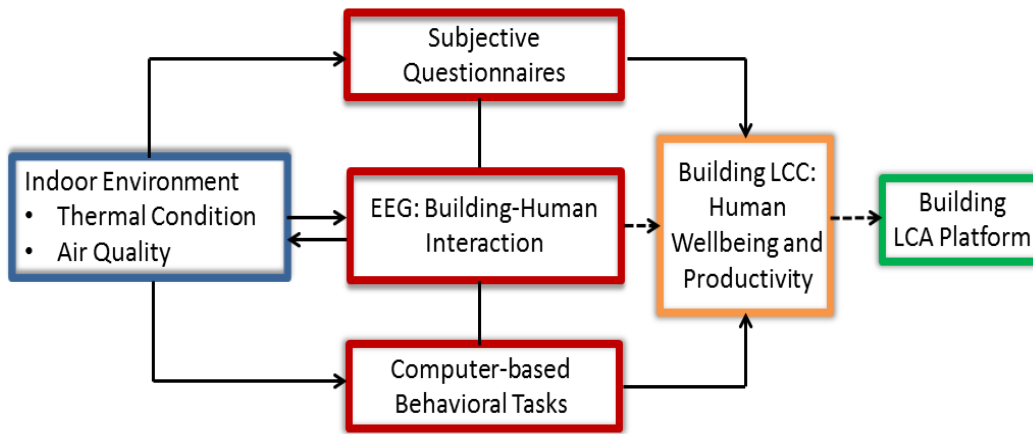 Subjective
Questionnaires
Indoor Environment
• Thermal Condition
• Air Quality
EEG: Building-Human
Interaction
Building LCC:
Human
Wellbeing and
Productivity
Building
LCA Platform
Computer-based
Behavioral Tasks